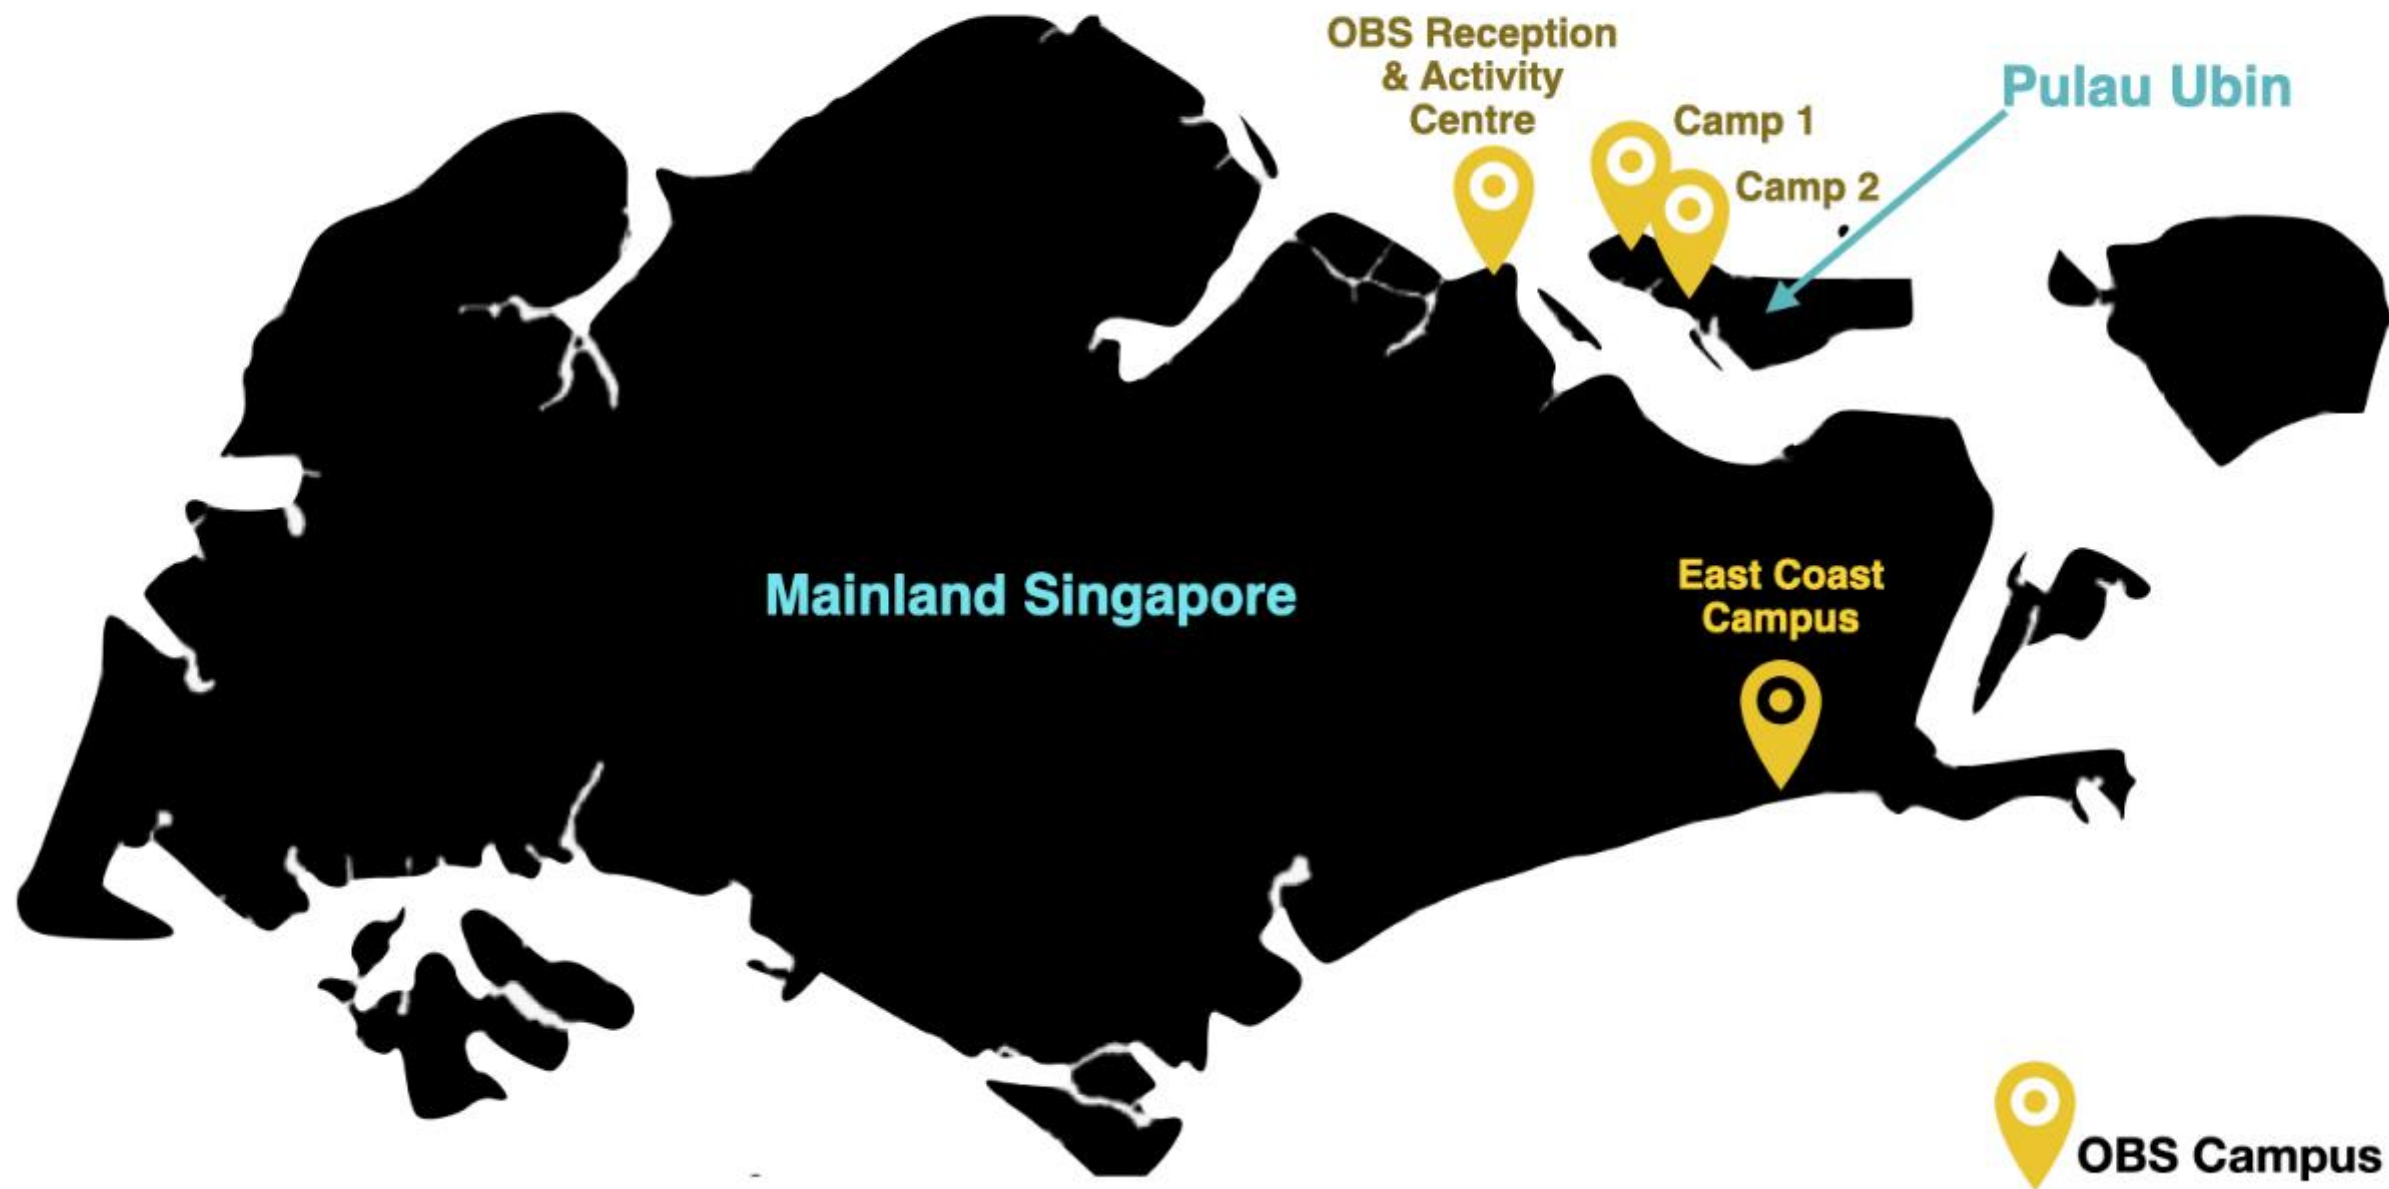 OBS Reception
& Activity
Centre
Camp 1
Camp 2
Pulau Ubin
Mainland Singapore
East Coast
Campus
OBS Campus